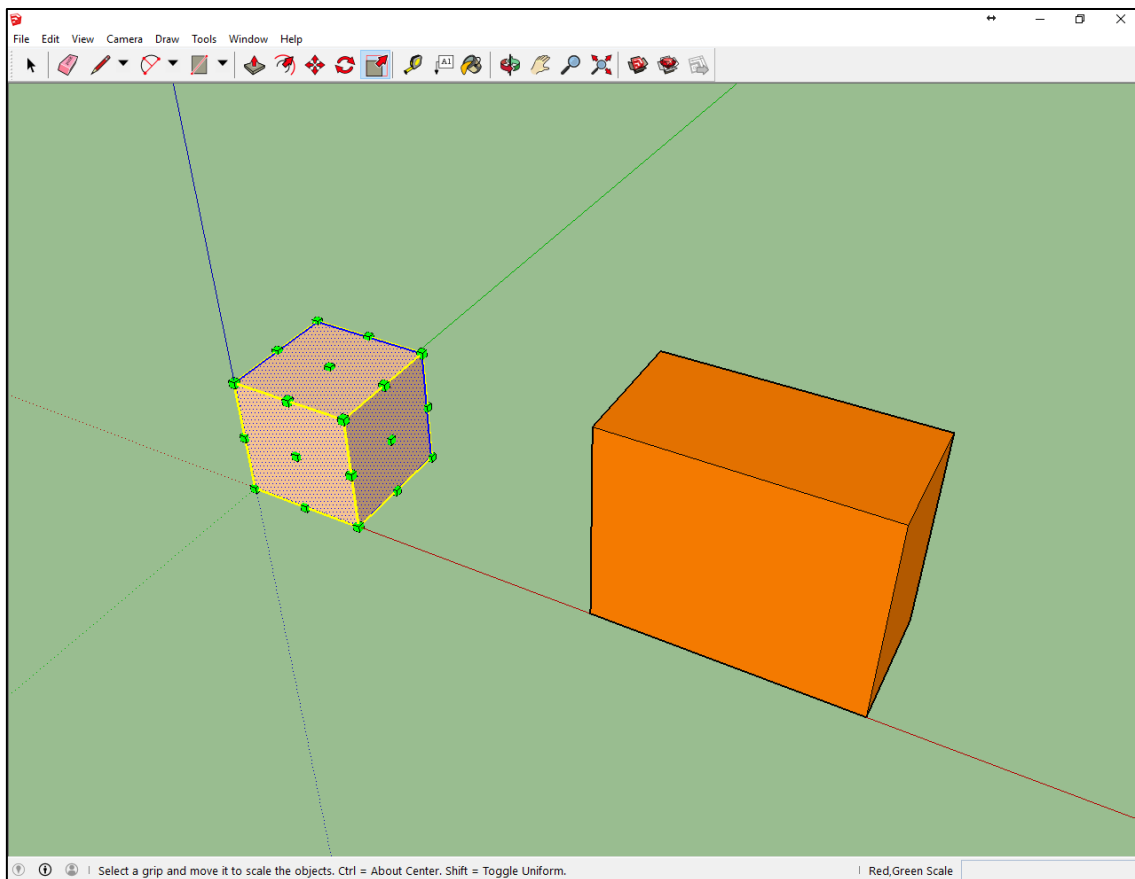 File Edit View Camera Draw Tools Window Help
A1
Select a grip and move it to scale the objects. Ctrl = About Center. Shift = Toggle Uniform. Red,Green Scale